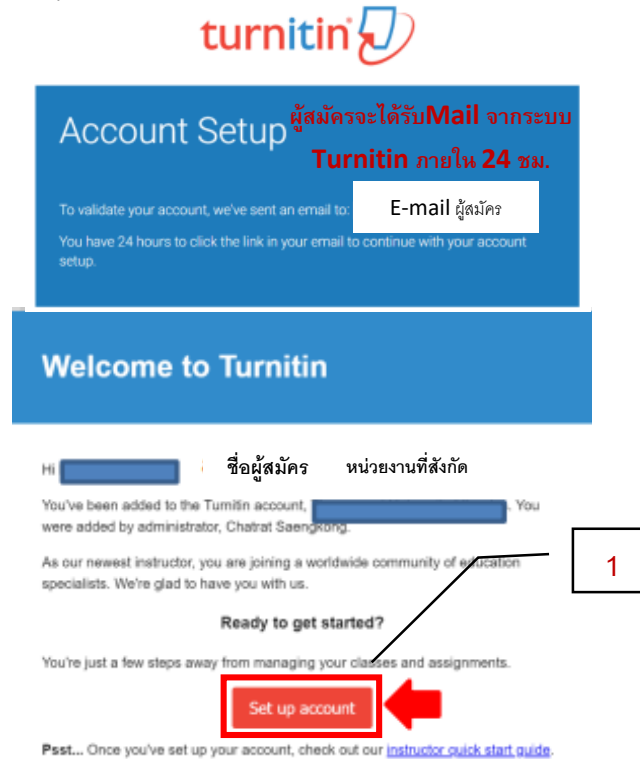 turnitin
Account Setup
ผู้สมัครจะได้รับMail จากระบบ
Turnitin ภายใน 24 ชม.
To validate your account, we've sent an email to: E-mail ผู้สมัคร
You have 24 hours to click the link in your email to continue with your account
setup.
Welcome to Turnitin
Hi ชื่อผู้สมัคร หน่วยงานที่สังกัด
You've been added to the Turnitin account, . You
were added by administrator, Chatrat Saengkong.
As our newest instructor, you are joining a worldwide community of education
specialists. We're glad to have you with us.
1
Ready to get started?
You're just a few steps away from managing your classes and assignments.
Set up account
Psst... Once you've set up your account, check out our instructor quick start guide.